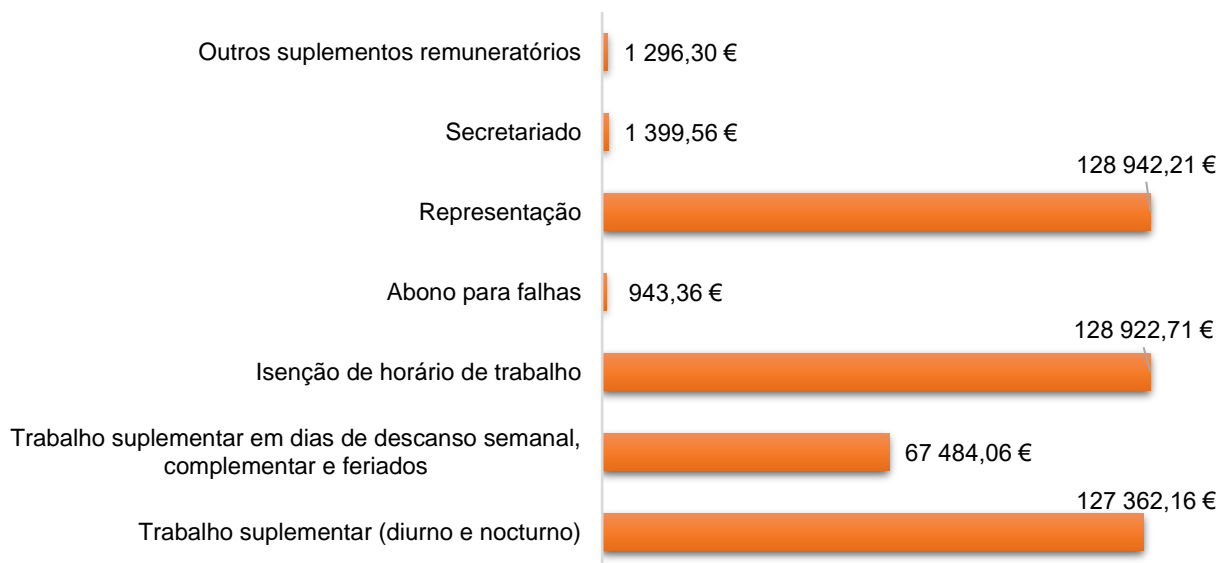 Outros suplementos remuneratórios
1 296,30 €
Secretariado
1 399,56 €
128 942,21 €
Representação
Abono para falhas
943,36 €
128 922,71 €
Isenção de horário de trabalho
Trabalho suplementar em dias de descanso semanal,
complementar e feriados
67 484,06 €
127 362,16 €
Trabalho suplementar (diurno e nocturno)